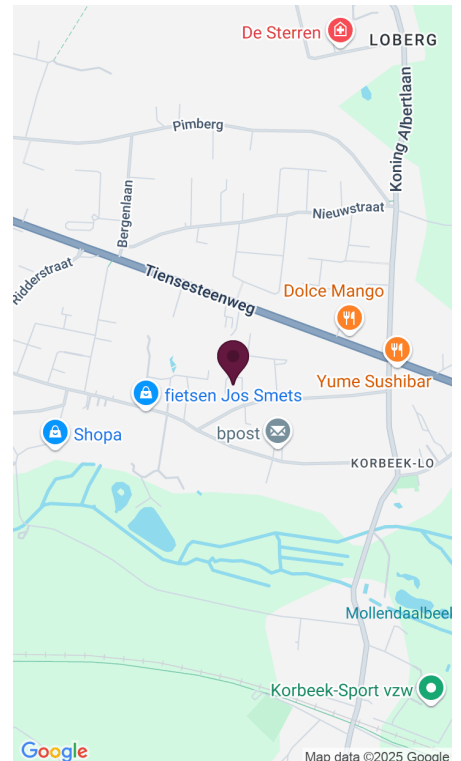 De Sterren
LOBERG
Koning Albertlaan
Pimberg
Bergenlaan
Nieuwstraat
Ridderstraat
Tiensesteenweg
Dolce Mango
Yume Sushibar
fietsen Jos Smets
bpost
Shopa
KORBEEK-LO
Mollendaalbeek
Korbeek-Sport vzw
Google
Map data ©2025 Google